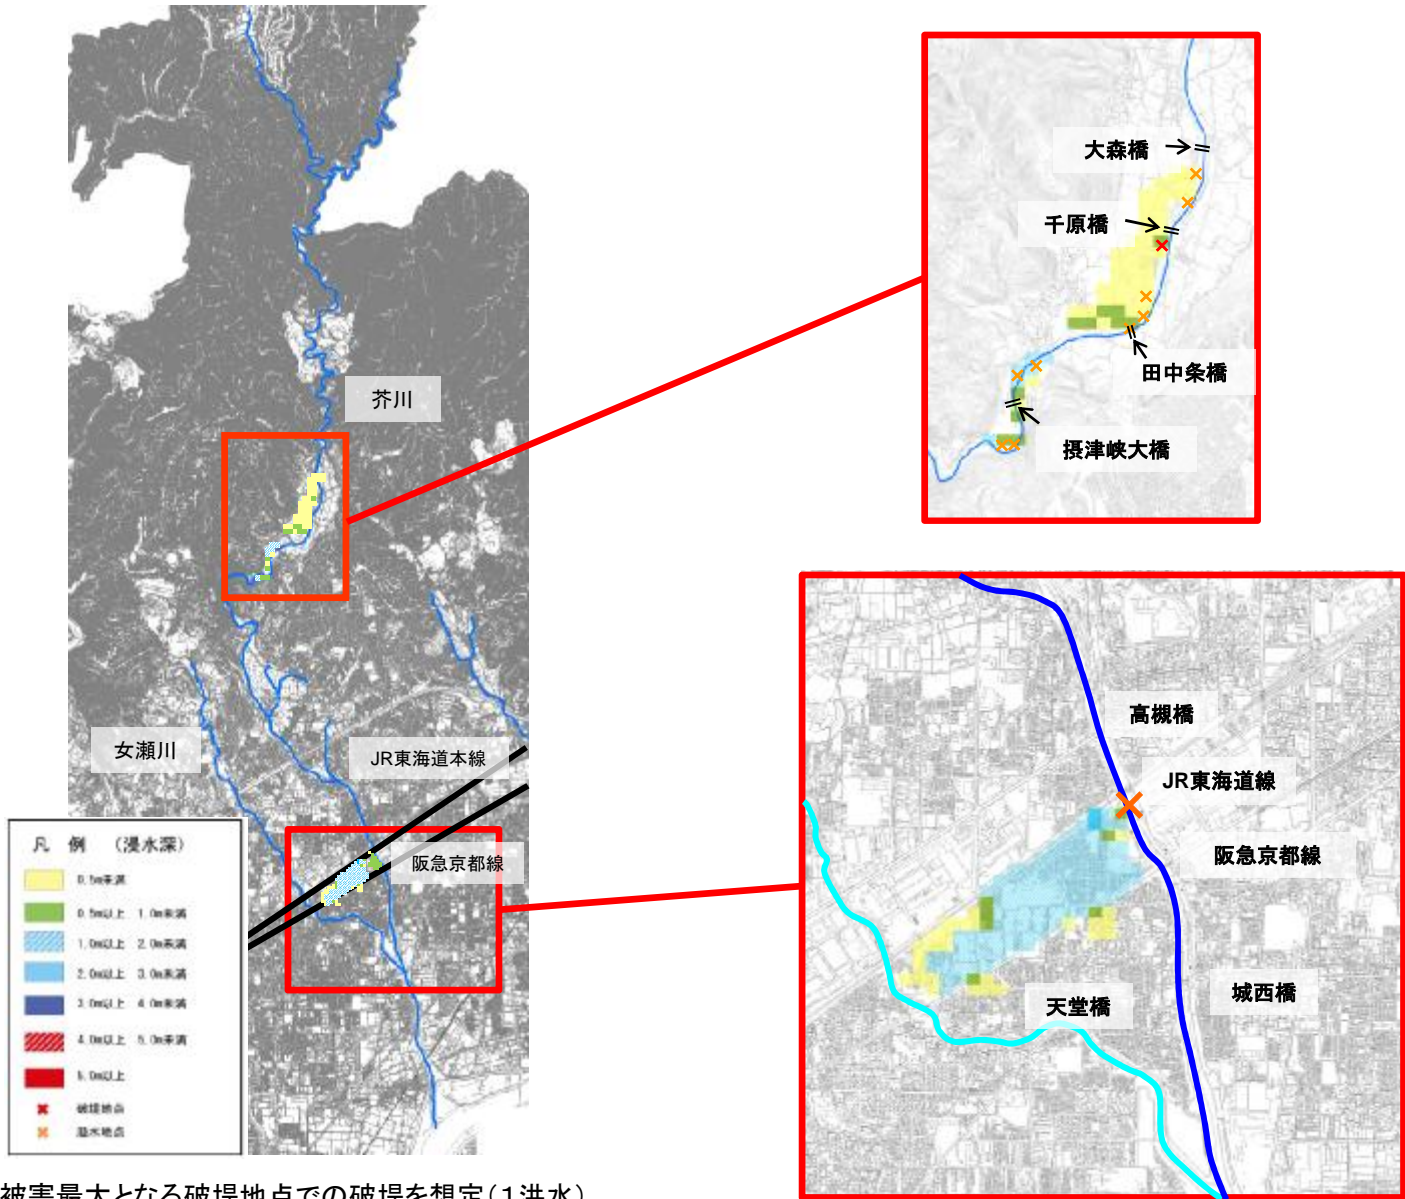 芥川
女瀬川
JR東海道本線
阪急京都線
凡 例 (浸水深)
0.5m未満
0.5m以上 1.0m未満
1.0m以上 2.0m未満
2.0m以上 3.0m未満
3.0m以上 4.0m未満
4.0m以上 5.0m未満
5.0m以上
破堤地点
溢水地点
大森橋
千原橋
田中条橋
摂津峡大橋
高槻橋
JR東海道線
阪急京都線
城西橋
天堂橋
被害最大となる破堤地点での破堤を想定(1洪水)